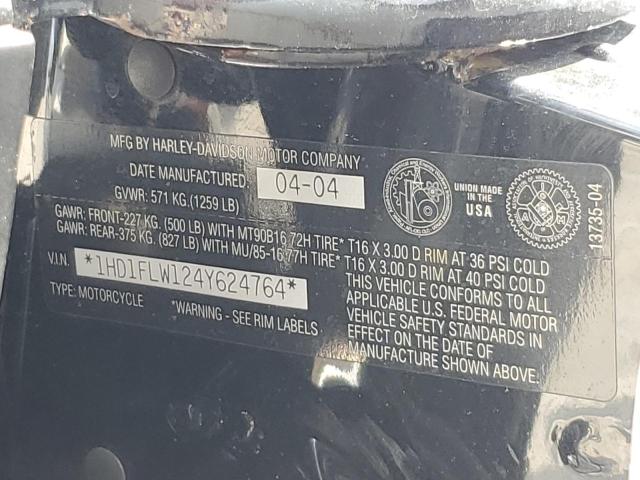 MFG BY HARLEY-DAVIDSON MOTOR COMPANY
DATE MANUFACTURED: 04-04
GVWR: 571 KG.(1259 LB)
UNION MADE
IN THE
USA
13735-04
GAWR: FRONT-227 KG. (500 LB) WITH MT90B16 72H TIRE* T16 X 3.00 D RIM AT 36 PSI COLD
GAWR: REAR-375 KG. (827 LB) WITH MU/85-16 77H TIRE* T16 X 3.00 D RIM AT 40 PSI COLD
V.I.N. *1HD1FLW124Y624764*
TYPE: MOTORCYCLE *WARNING - SEE RIM LABELS
THIS VEHICLE CONFORMS TO ALL
APPLICABLE U.S. FEDERAL MOTOR
VEHICLE SAFETY STANDARDS IN
EFFECT ON THE DATE OF
MANUFACTURE SHOWN ABOVE.